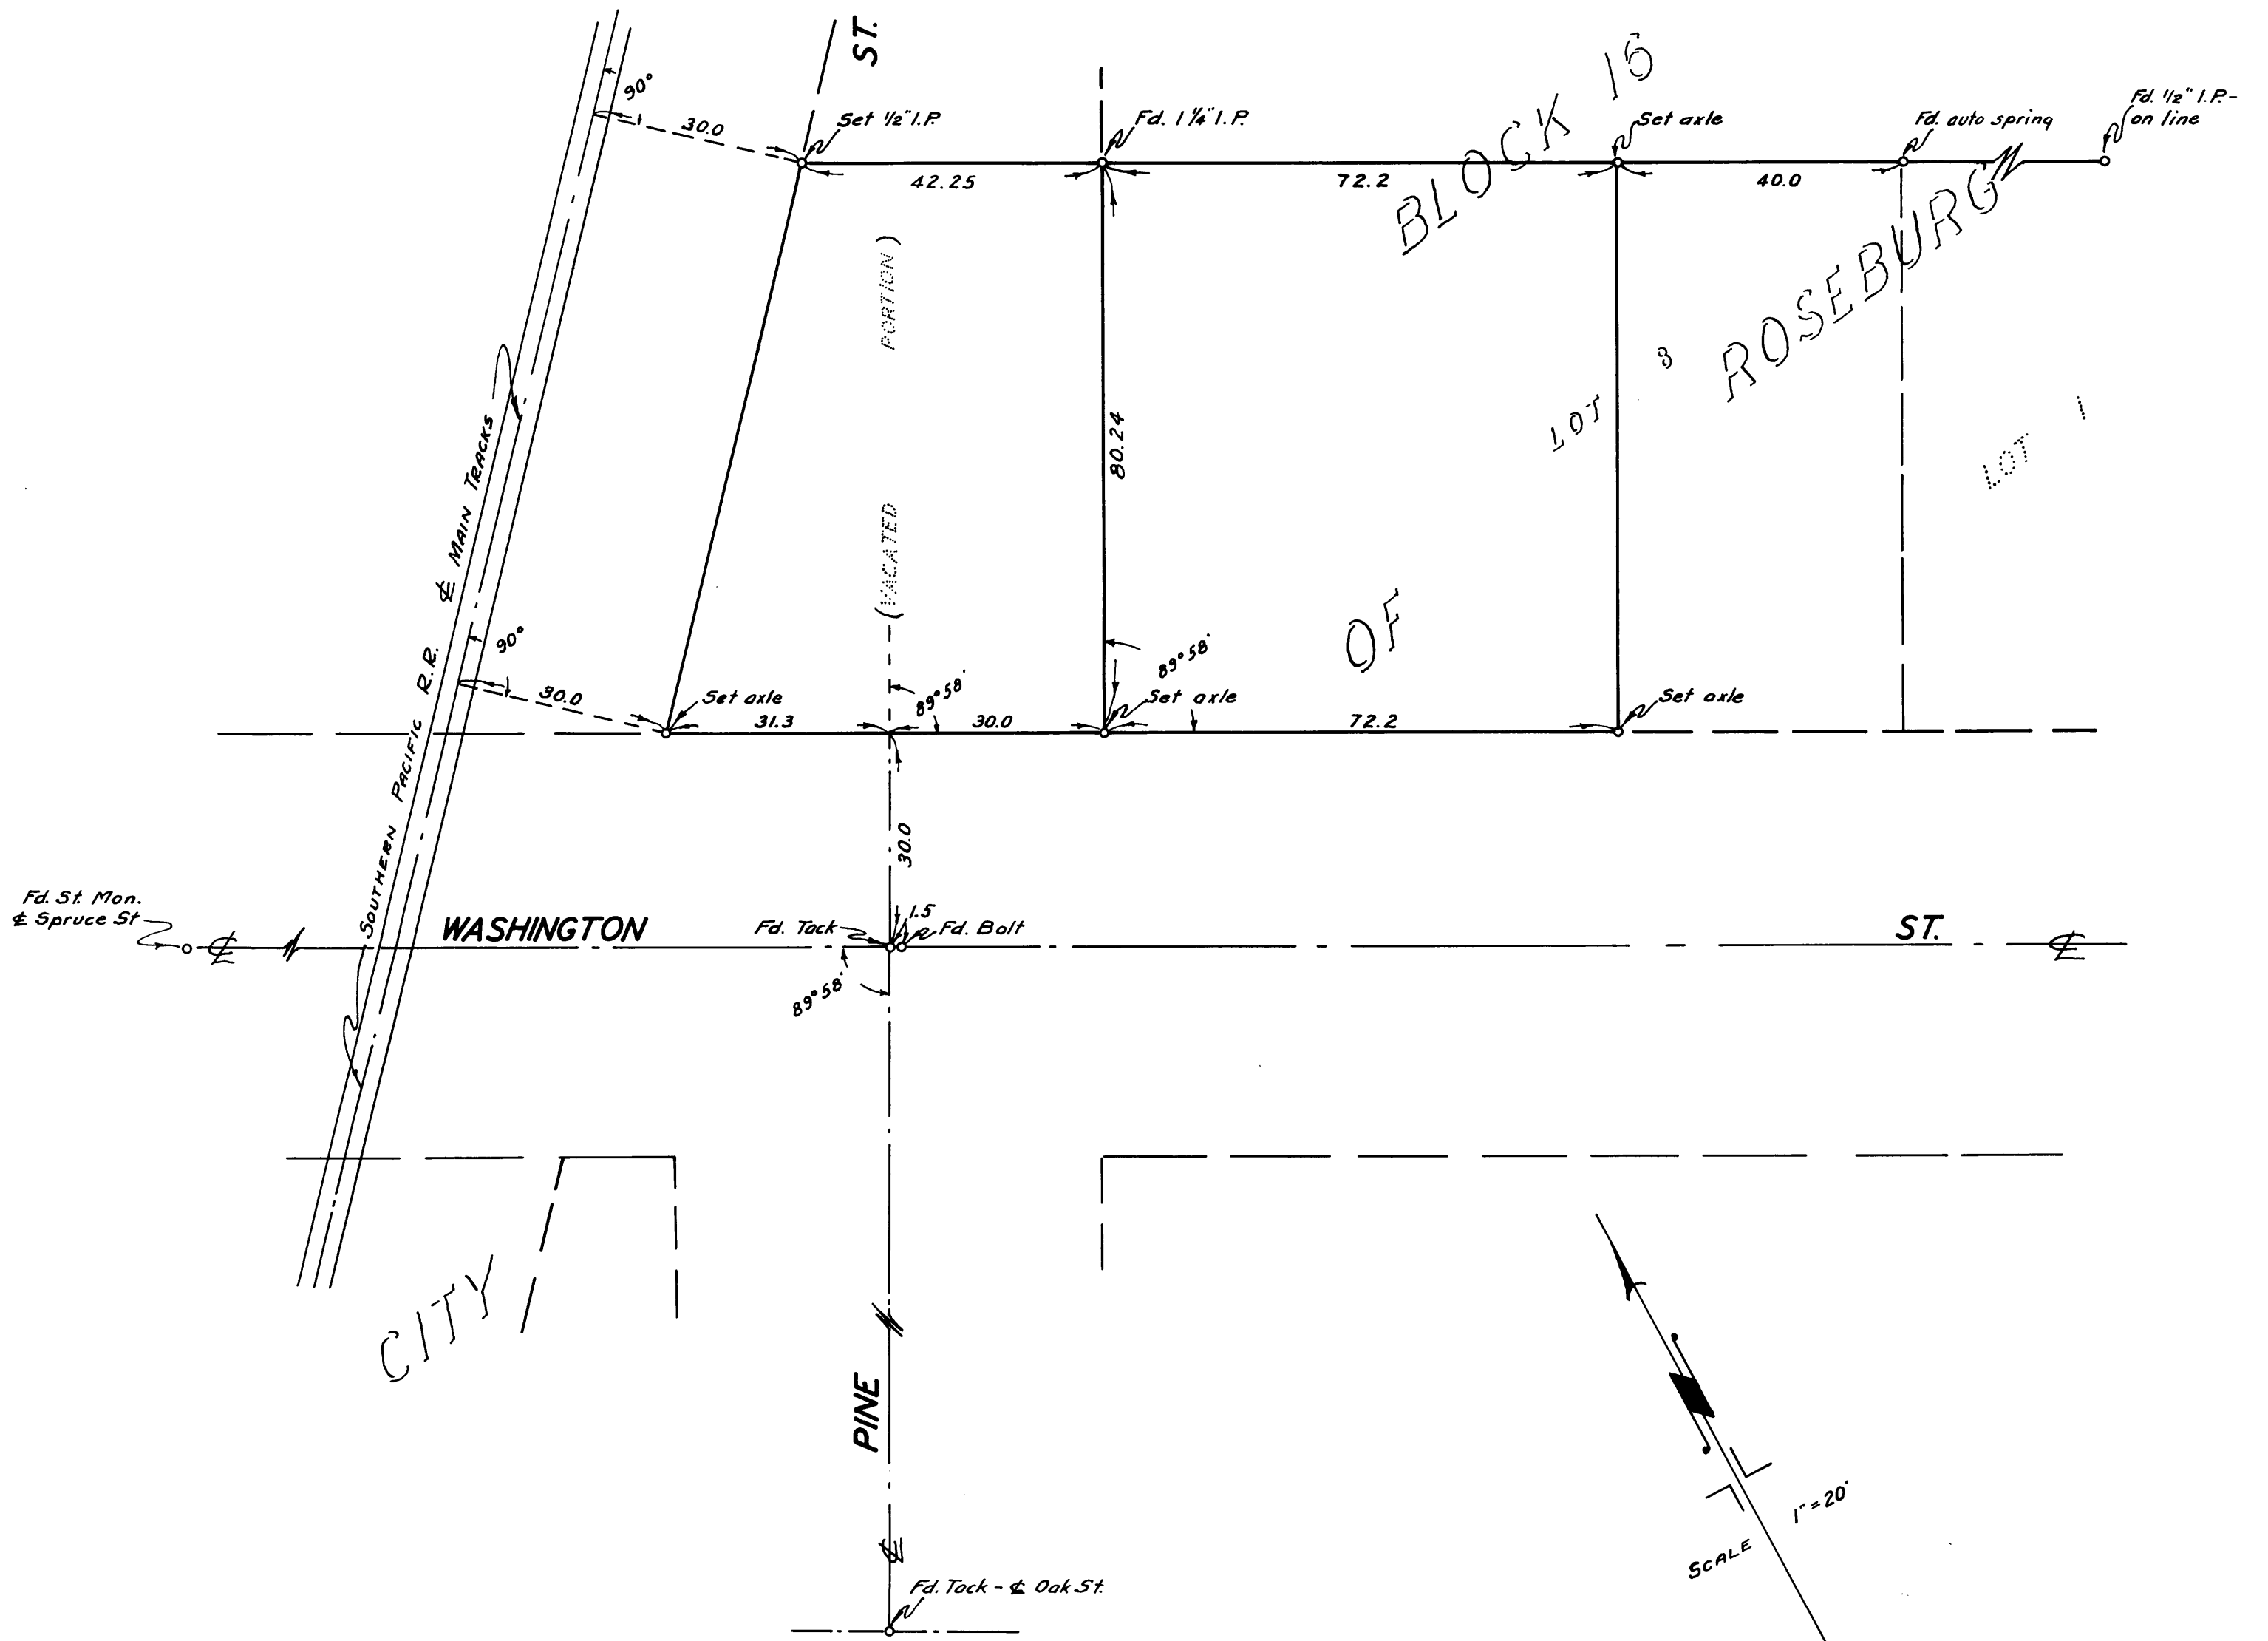 ST.
BLOCK 15
90°
30.0
Set 1/2" I.P.
Fd. 1 1/4" I.P.
Set axle
Fd. auto spring
Fd. 1/2" I.P. -
on line
42.25
72.2
40.0
(VACATED PORTION)
ROSEBURG
LOT 3
LOT 1
80.24
℄ MAIN TRACKS
SOUTHERN PACIFIC R.R.
OF
90°
30.0
Set axle
31.3
89°58'
30.0
89°58'
Set axle
72.2
Set axle
30.0
Fd. St. Mon.
℄ Spruce St
℄
WASHINGTON
Fd. Tack
1.5
Fd. Bolt
ST.
℄
89°58'
CITY
PINE
℄
SCALE 1" = 20'
Fd. Tack - ℄ Oak St.